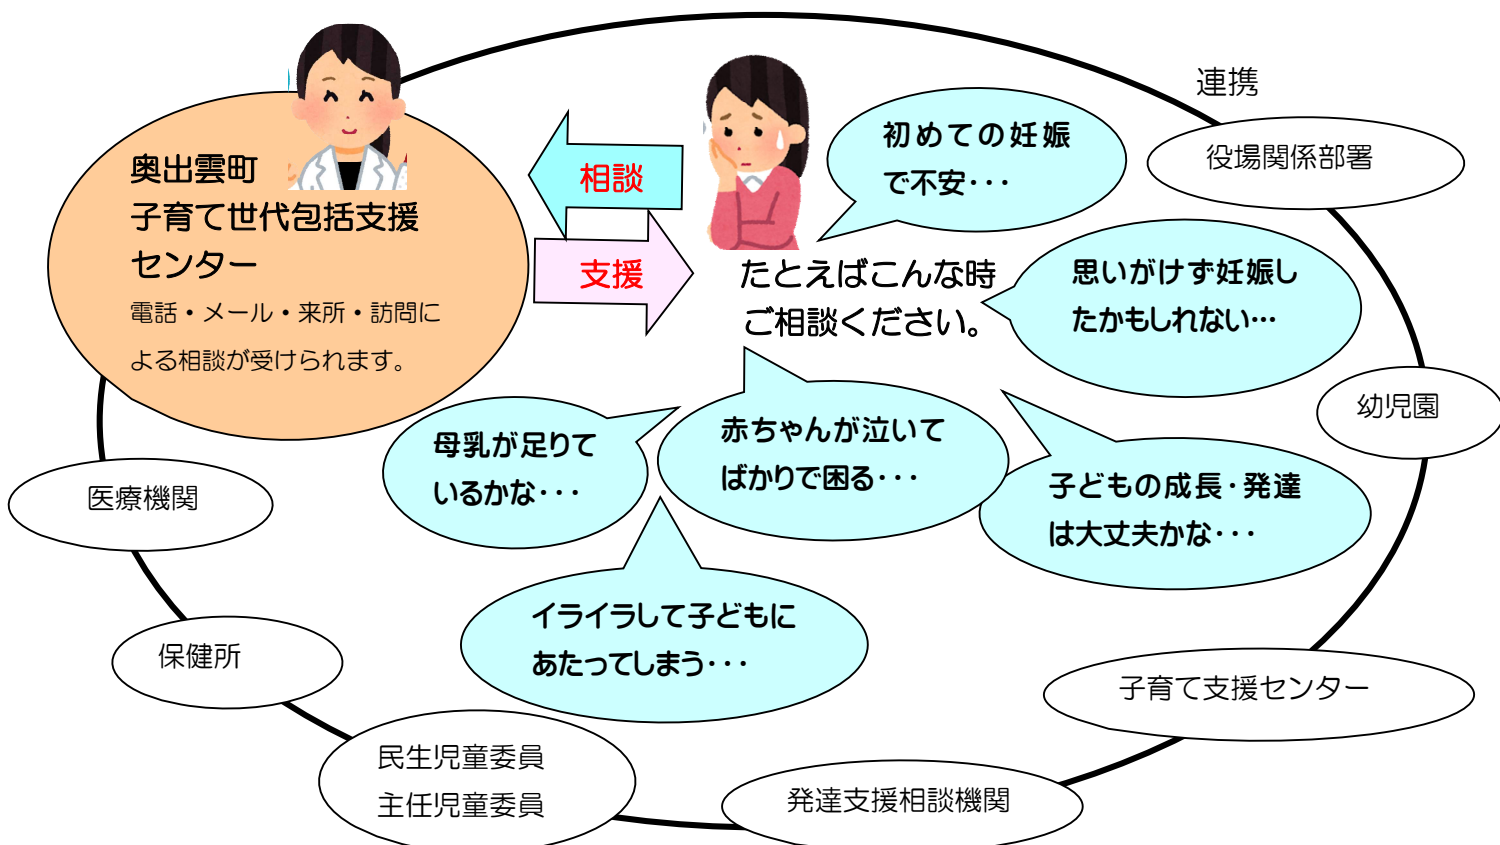 連携
奥出雲町
子育て世代包括支援
センター
電話・メール・来所・訪問に
よる相談が受けられます。
相談
支援
初めての妊娠
で不安・・・
たとえばこんな時
ご相談ください。
思いがけず妊娠し
たかもしれない…
母乳が足りて
いるかな・・・
赤ちゃんが泣いて
ばかりで困る・・・
子どもの成長・発達
は大丈夫かな・・・
イライラして子どもに
あたってしまう・・・
役場関係部署
幼児園
子育て支援センター
発達支援相談機関
民生児童委員
主任児童委員
保健所
医療機関